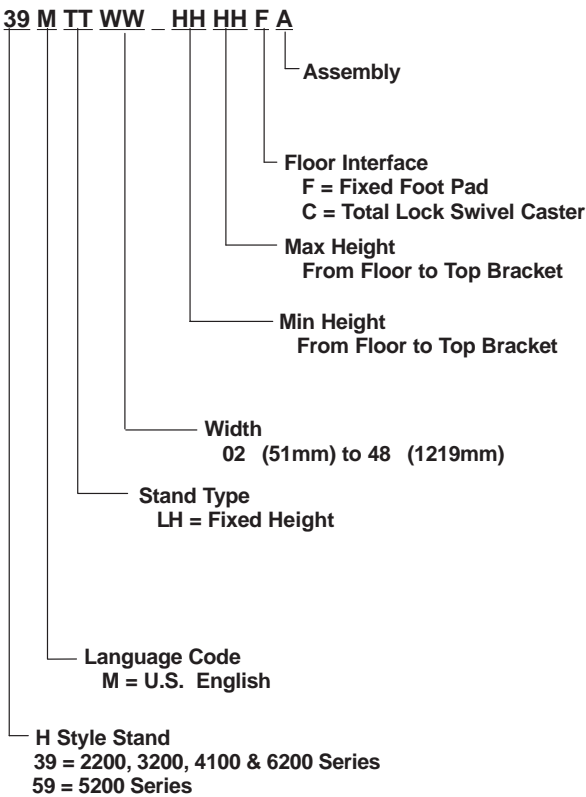 39 M TT WW _ HH HH F A
Assembly
Floor Interface
F = Fixed Foot Pad
C = Total Lock Swivel Caster
Max Height
From Floor to Top Bracket
Min Height
From Floor to Top Bracket
Width
02 (51mm) to 48 (1219mm)
Stand Type
LH = Fixed Height
Language Code
M = U.S. English
H Style Stand
39 = 2200, 3200, 4100 & 6200 Series
59 = 5200 Series